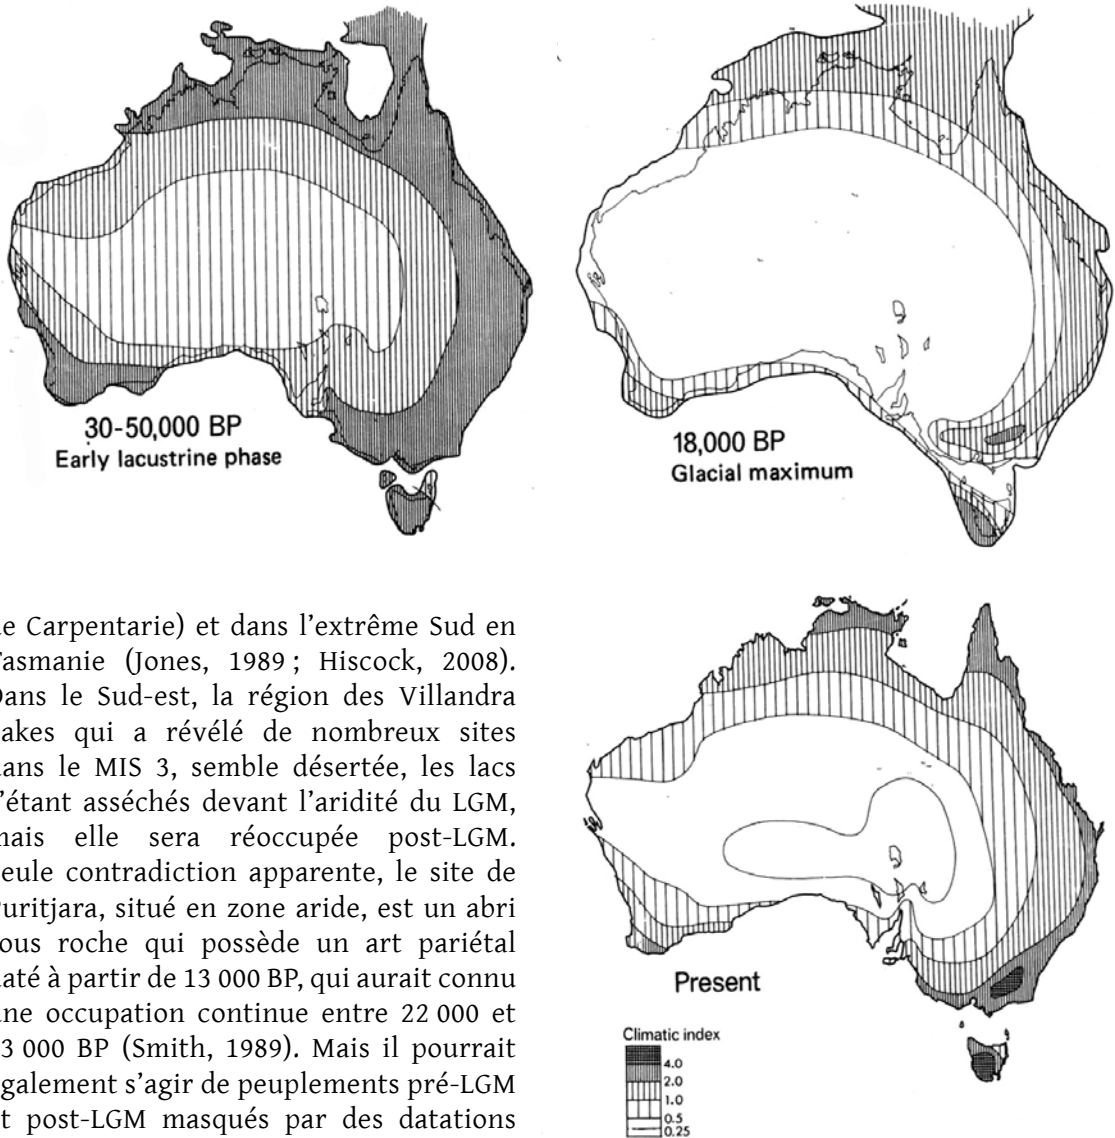 30-50,000 BP
Early lacustrine phase
18,000 BP
Glacial maximum
de Carpentarie) et dans l’extrême Sud en
Tasmanie (Jones, 1989 ; Hiscock, 2008).
Dans le Sud-est, la région des Villandra
akes qui a révélé de nombreux sites
dans le MIS 3, semble désertée, les lacs
’étant asséchés devant l’aridité du LGM,
mais elle sera réoccupée post-LGM.
eule contradiction apparente, le site de
Puritjara, situé en zone aride, est un abri
ous roche qui possède un art pariétal
daté à partir de 13 000 BP, qui aurait connu
une occupation continue entre 22 000 et
3 000 BP (Smith, 1989). Mais il pourrait
également s’agir de peuplements pré-LGM
et post-LGM masqués par des datations
Present
Climatic index
4.0
2.0
1.0
0.5
0.25